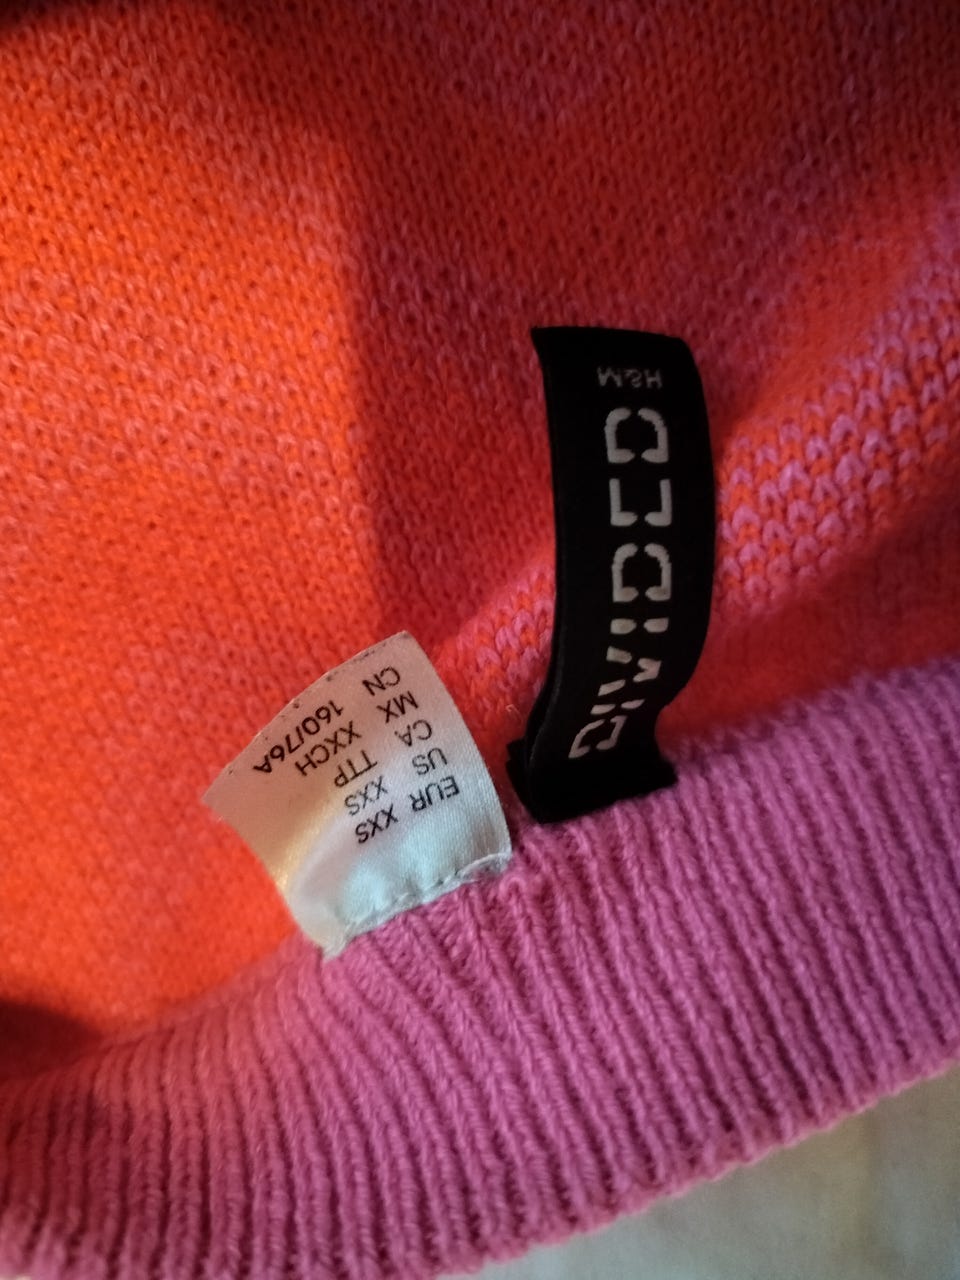 DIVIDED
H&M
EUR XXS
US XXS
CA TTP
MX XXCH
CN 160/76A